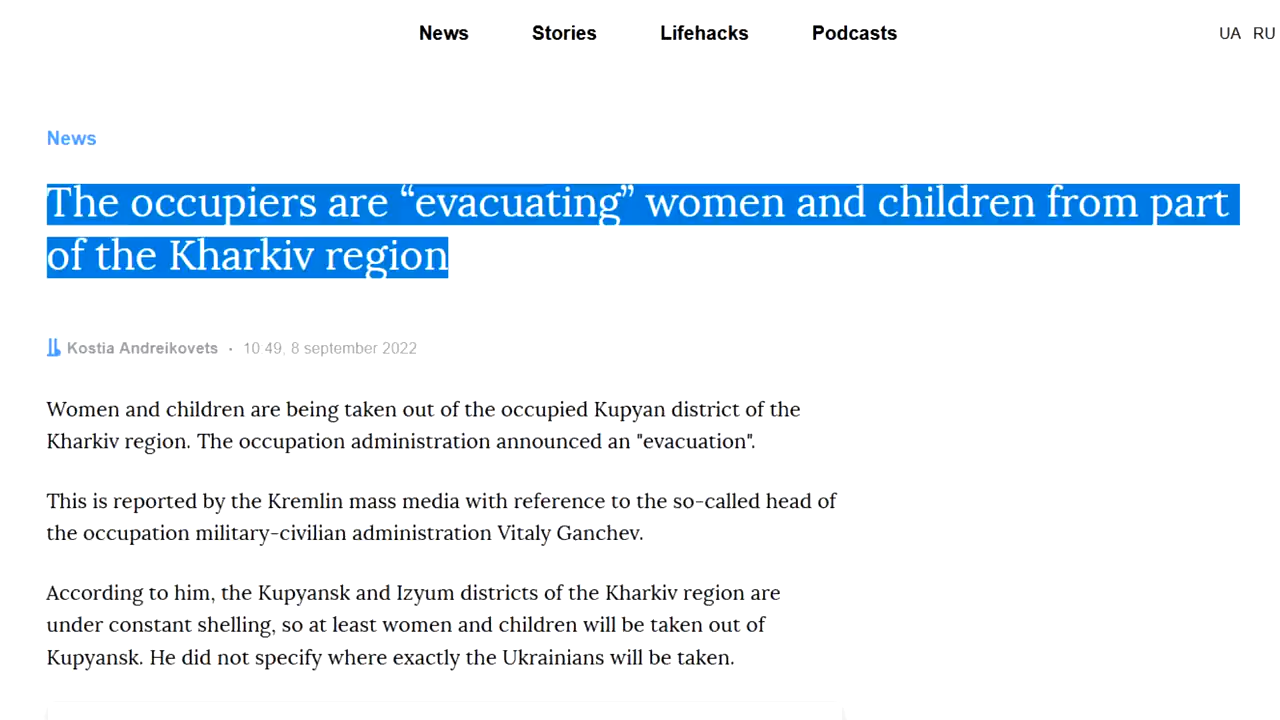 News Stories Lifehacks Podcasts UA RU
News
The occupiers are “evacuating” women and children from part
of the Kharkiv region
Kostia Andreikovets · 10 49, 8 september 2022
Women and children are being taken out of the occupied Kupyan district of the
Kharkiv region. The occupation administration announced an "evacuation".
This is reported by the Kremlin mass media with reference to the so-called head of
the occupation military-civilian administration Vitaly Ganchev.
According to him, the Kupyansk and Izyum districts of the Kharkiv region are
under constant shelling, so at least women and children will be taken out of
Kupyansk. He did not specify where exactly the Ukrainians will be taken.